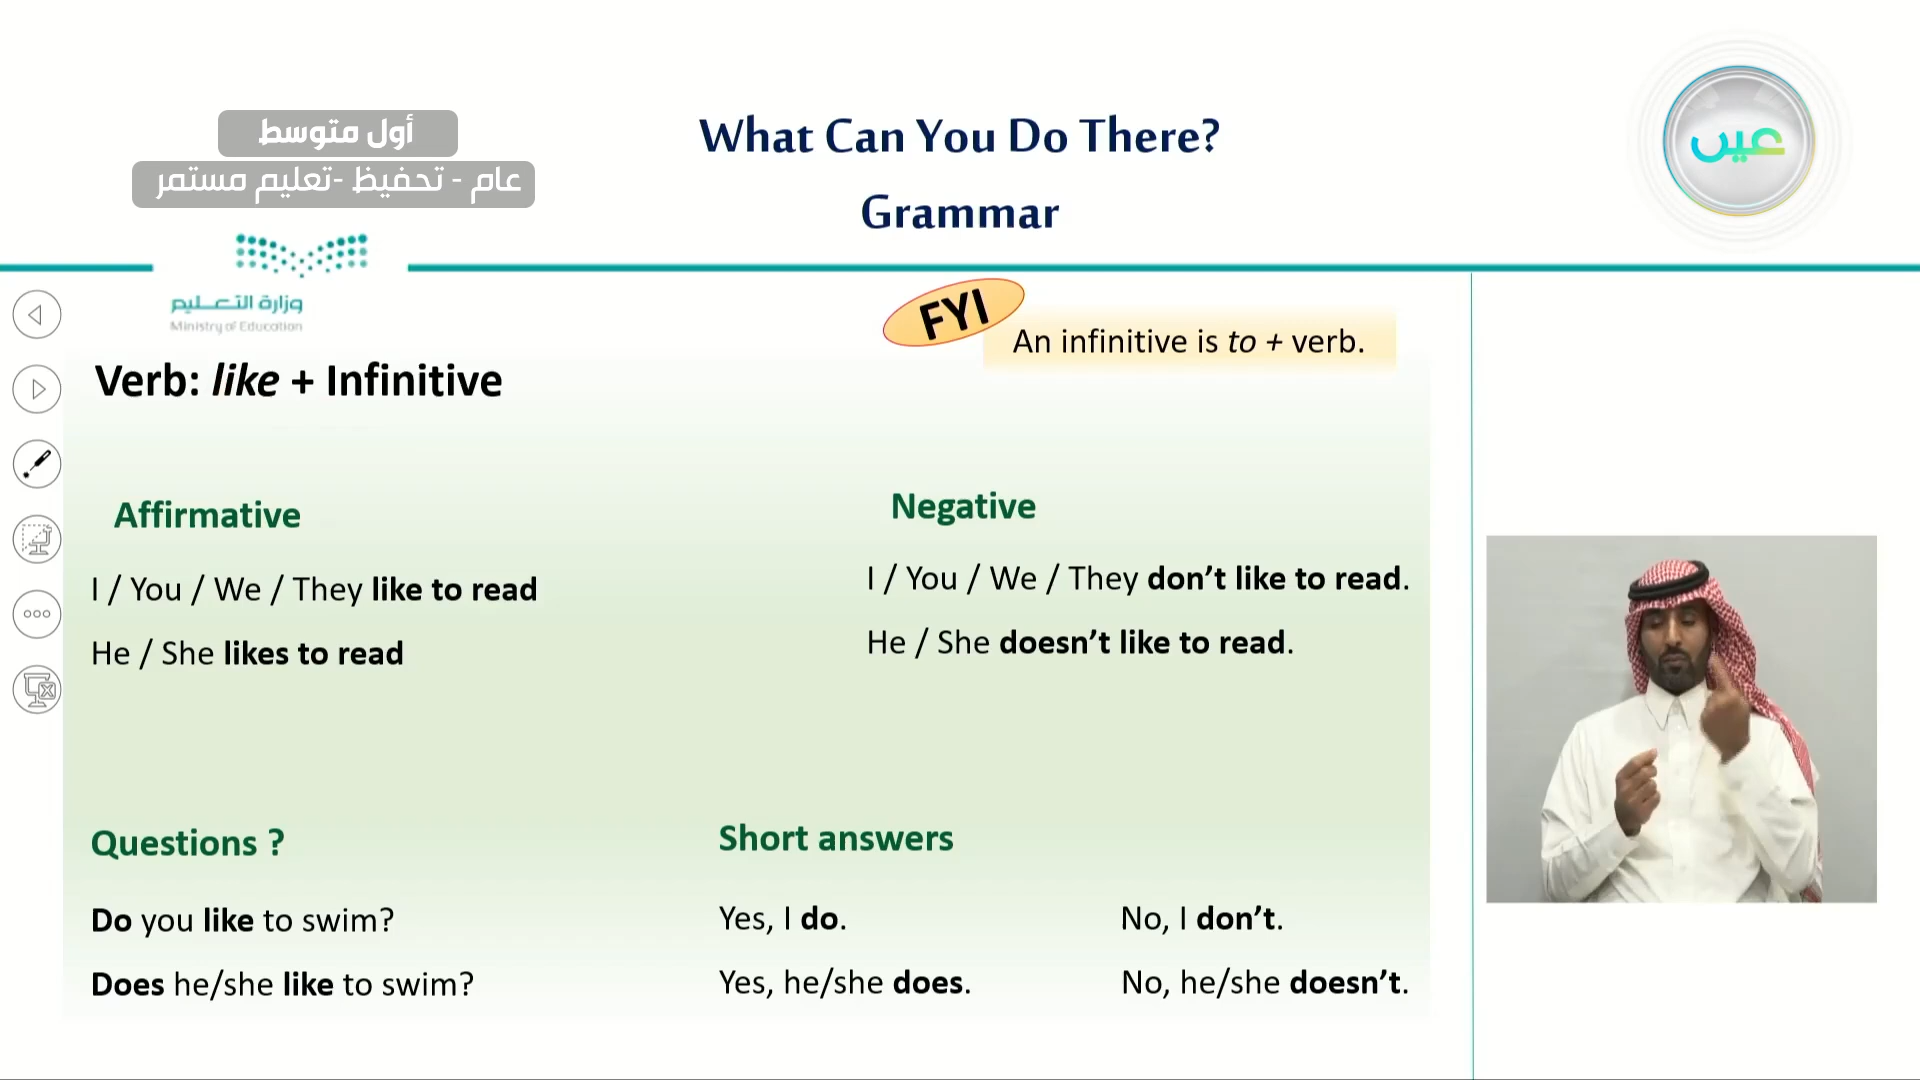 أول متوسط
عام - تحفيظ -تعليم مستمر
What Can You Do There?
Grammar
عين
وزارة التعليم
Ministry of Education
FYI
An infinitive is to + verb.
Verb: like + Infinitive
Affirmative
I / You / We / They like to read
He / She likes to read
Negative
I / You / We / They don’t like to read.
He / She doesn’t like to read.
Questions ?
Do you like to swim?
Does he/she like to swim?
Short answers
Yes, I do.
No, I don’t.
Yes, he/she does.
No, he/she doesn’t.